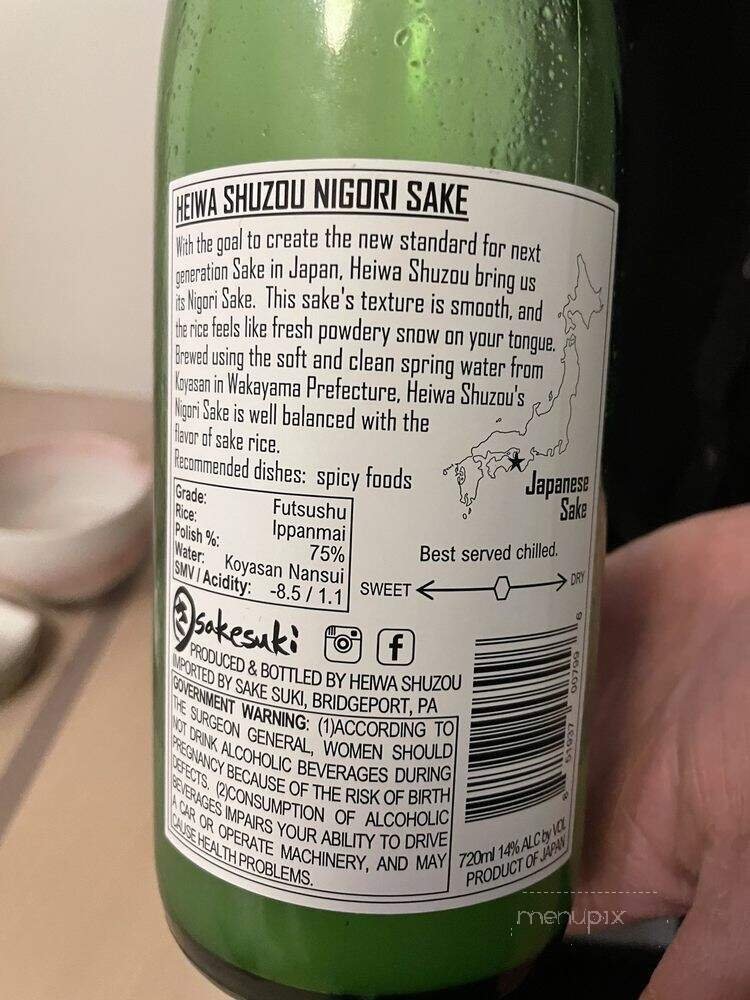 HEIWA SHUZOU NIGORI SAKE
With the goal to create the new standard for next
generation Sake in Japan, Heiwa Shuzou bring us
its Nigori Sake. This sake's texture is smooth, and
the rice feels like fresh powdery snow on your tongue.
Brewed using the soft and clean spring water from
Koyasan in Wakayama Prefecture, Heiwa Shuzou's
Nigori Sake is well balanced with the
flavor of sake rice.
Recommended dishes: spicy foods
Japanese
Sake
Grade: Futsushu
Rice: Ippanmai
Polish %: 75%
Water: Koyasan Nansui
SMV / Acidity: -8.5 / 1.1
Best served chilled.
SWEET DRY
sakesuki
PRODUCED & BOTTLED BY HEIWA SHUZOU
IMPORTED BY SAKE SUKI, BRIDGEPORT, PA
GOVERNMENT WARNING: (1)ACCORDING TO
THE SURGEON GENERAL, WOMEN SHOULD
NOT DRINK ALCOHOLIC BEVERAGES DURING
PREGNANCY BECAUSE OF THE RISK OF BIRTH
DEFECTS. (2)CONSUMPTION OF ALCOHOLIC
BEVERAGES IMPAIRS YOUR ABILITY TO DRIVE
A CAR OR OPERATE MACHINERY, AND MAY
CAUSE HEALTH PROBLEMS.
8 51937 00799 6
720ml 14% ALC by VOL
PRODUCT OF JAPAN
menupix